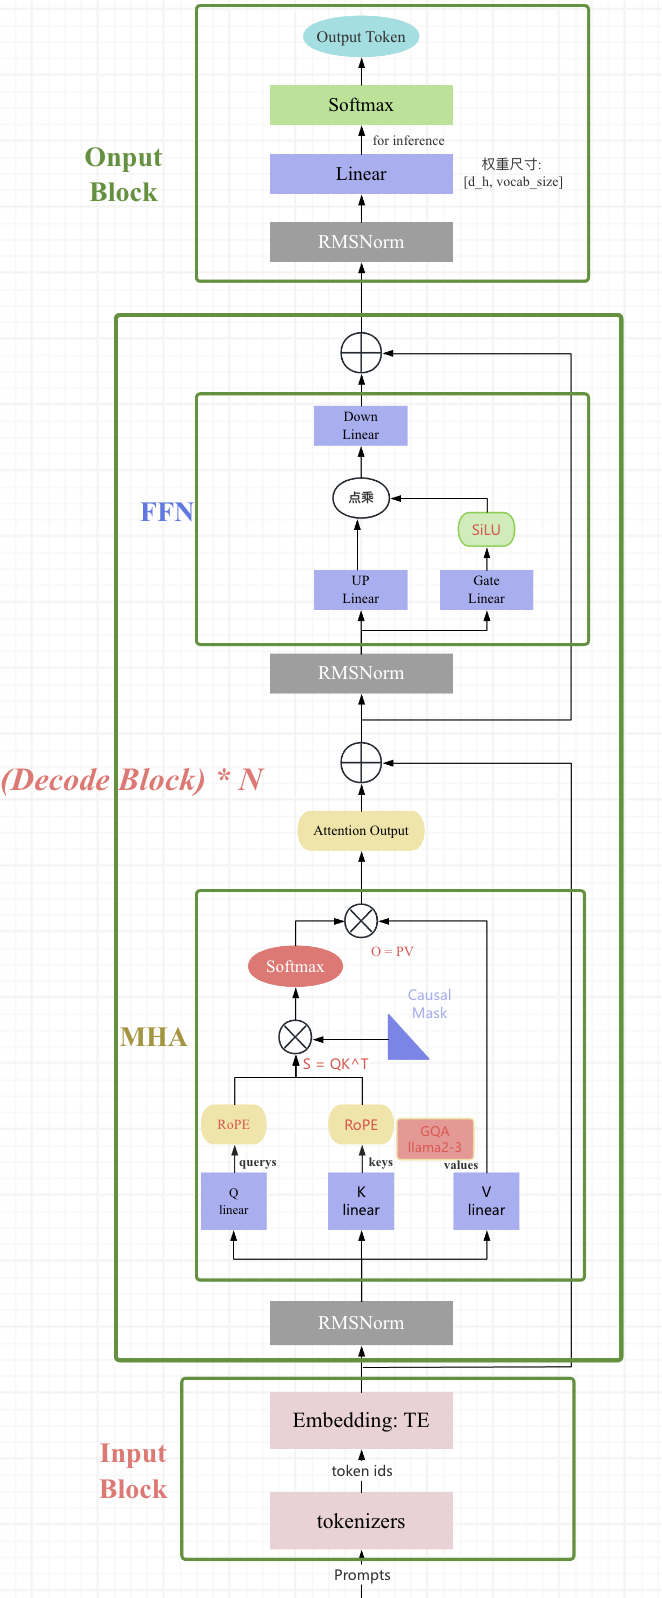 Output Token
Softmax
for inference
Onput
Block
Linear
权重尺寸:
[d_h, vocab_size]
RMSNorm
Down
Linear
点乘
FFN
SiLU
UP
Linear
Gate
Linear
RMSNorm
(Decode Block) * N
Attention Output
O = PV
Softmax
Causal
Mask
MHA
S = QK^T
RoPE
RoPE
GQA
llama2-3
querys
keys
values
Q
linear
K
linear
V
linear
RMSNorm
Embedding: TE
Input
Block
token ids
tokenizers
Prompts